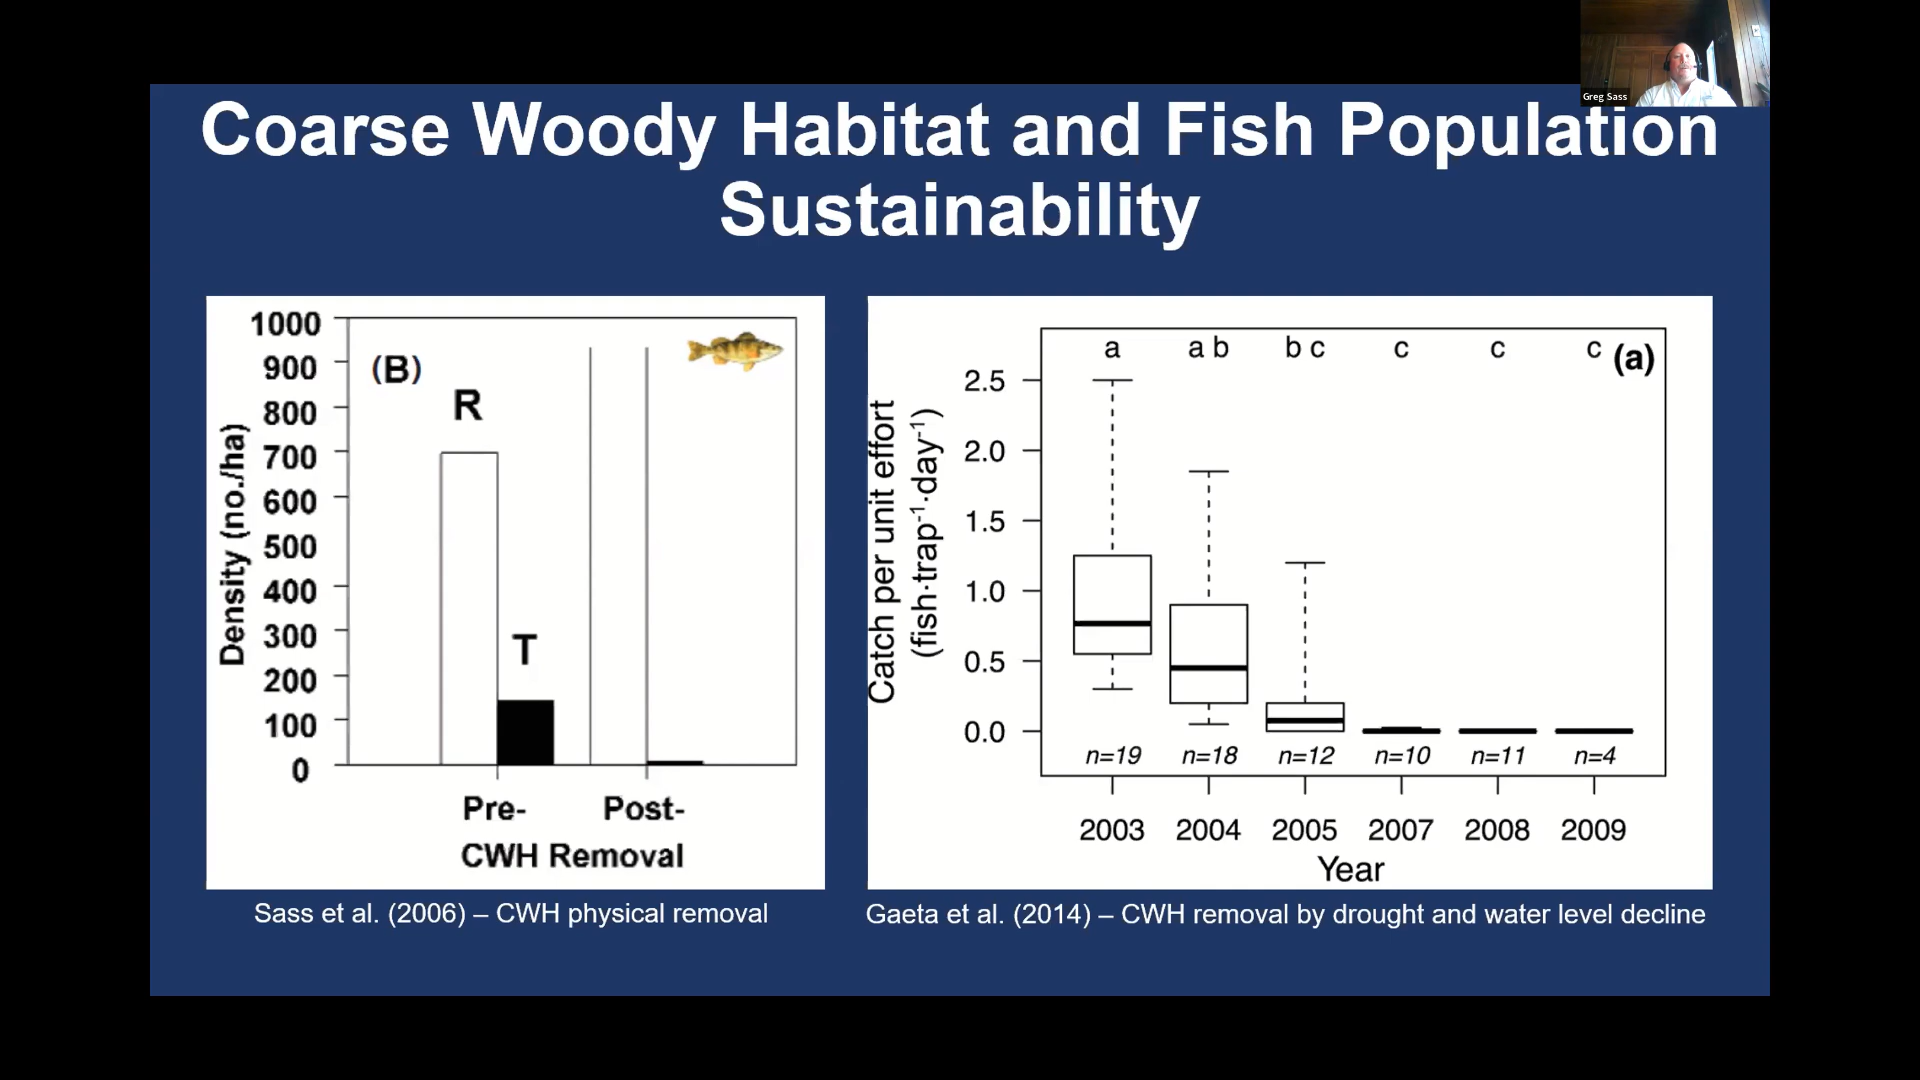 Greg Sass
Coarse Woody Habitat and Fish Population
Sustainability
1000
900
800
700
600
500
400
300
200
100
0
Density (no./ha)
(B)
R
T
Pre-
Post-
CWH Removal
a
a b
b c
c
c
c
(a)
2.5
2.0
1.5
1.0
0.5
0.0
Catch per unit effort
(fish·trap⁻¹·day⁻¹)
n=19
n=18
n=12
n=10
n=11
n=4
2003
2004
2005
2007
2008
2009
Year
Sass et al. (2006) – CWH physical removal
Gaeta et al. (2014) – CWH removal by drought and water level decline